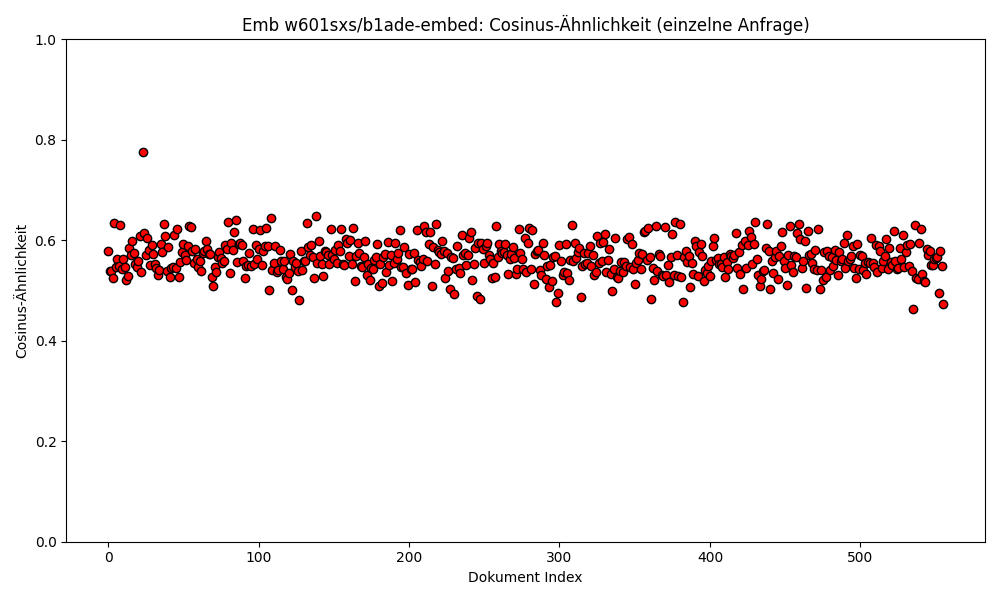 Emb w601sxs/b1ade-embed: Cosinus-Ähnlichkeit (einzelne Anfrage)
1.0
0.8
0.6
0.4
0.2
0.0
Cosinus-Ähnlichkeit
0 100 200 300 400 500
Dokument Index